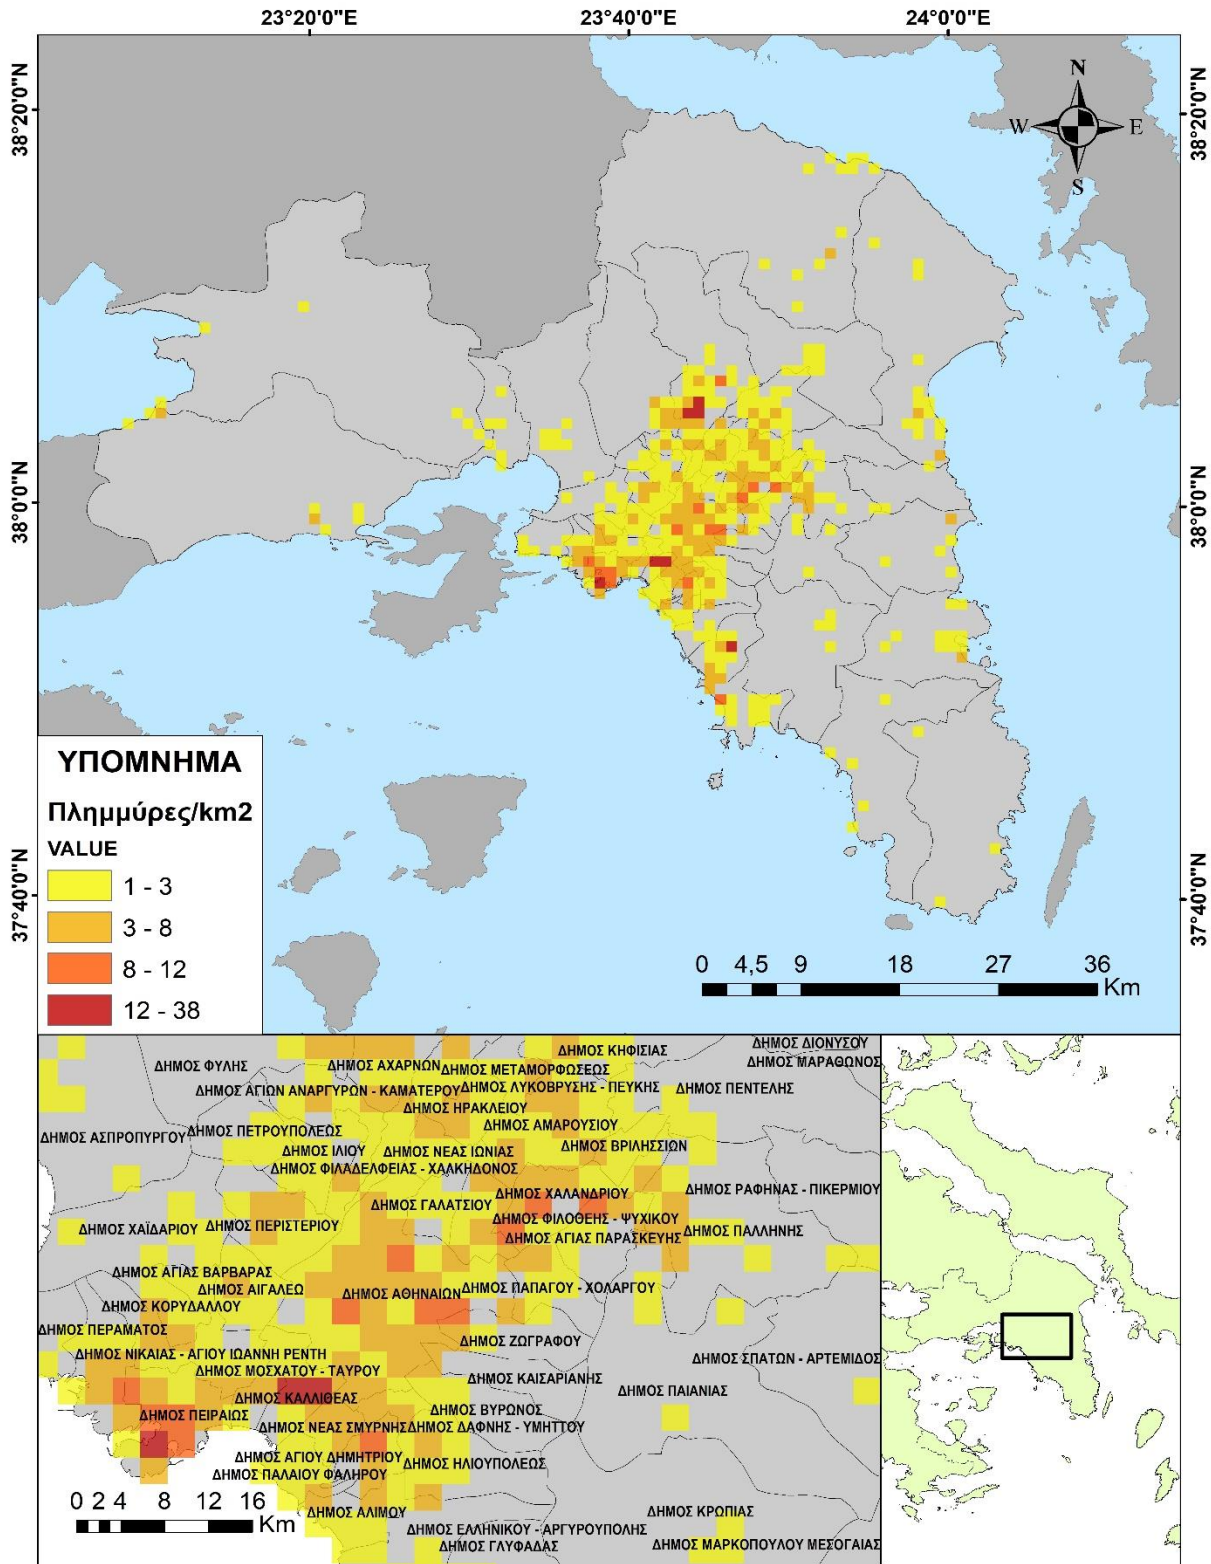 23°20'0"E 23°40'0"E 24°0'0"E
38°20'0"N 38°20'0"N
N
W E
S
38°0'0"N 38°0'0"N
ΥΠΟΜΝΗΜΑ
Πλημμύρες/km2
VALUE
1 - 3
3 - 8
8 - 12
12 - 38
37°40'0"N 37°40'0"N
0 4,5 9 18 27 36
Km
ΔΗΜΟΣ ΔΙΟΝΥΣΟΥ
ΔΗΜΟΣ ΚΗΦΙΣΙΑΣ
ΔΗΜΟΣ ΜΑΡΑΘΩΝΟΣ
ΔΗΜΟΣ ΦΥΛΗΣ
ΔΗΜΟΣ ΑΧΑΡΝΩΝ
ΔΗΜΟΣ ΜΕΤΑΜΟΡΦΩΣΕΩΣ
ΔΗΜΟΣ ΑΓΙΩΝ ΑΝΑΡΓΥΡΩΝ - ΚΑΜΑΤΕΡΟΥ
ΔΗΜΟΣ ΛΥΚΟΒΡΥΣΗΣ - ΠΕΥΚΗΣ
ΔΗΜΟΣ ΠΕΝΤΕΛΗΣ
ΔΗΜΟΣ ΗΡΑΚΛΕΙΟΥ
ΔΗΜΟΣ ΑΜΑΡΟΥΣΙΟΥ
ΔΗΜΟΣ ΑΣΠΡΟΠΥΡΓΟΥ
ΔΗΜΟΣ ΠΕΤΡΟΥΠΟΛΕΩΣ
ΔΗΜΟΣ ΒΡΙΛΗΣΣΙΩΝ
ΔΗΜΟΣ ΙΛΙΟΥ
ΔΗΜΟΣ ΝΕΑΣ ΙΩΝΙΑΣ
ΔΗΜΟΣ ΦΙΛΑΔΕΛΦΕΙΑΣ - ΧΑΛΚΗΔΟΝΟΣ
ΔΗΜΟΣ ΧΑΛΑΝΔΡΙΟΥ
ΔΗΜΟΣ ΡΑΦΗΝΑΣ - ΠΙΚΕΡΜΙΟΥ
ΔΗΜΟΣ ΓΑΛΑΤΣΙΟΥ
ΔΗΜΟΣ ΦΙΛΟΘΕΗΣ - ΨΥΧΙΚΟΥ
ΔΗΜΟΣ ΧΑΪΔΑΡΙΟΥ
ΔΗΜΟΣ ΠΕΡΙΣΤΕΡΙΟΥ
ΔΗΜΟΣ ΑΓΙΑΣ ΠΑΡΑΣΚΕΥΗΣ
ΔΗΜΟΣ ΠΑΛΛΗΝΗΣ
ΔΗΜΟΣ ΑΓΙΑΣ ΒΑΡΒΑΡΑΣ
ΔΗΜΟΣ ΑΙΓΑΛΕΩ
ΔΗΜΟΣ ΑΘΗΝΑΙΩΝ
ΔΗΜΟΣ ΠΑΠΑΓΟΥ - ΧΟΛΑΡΓΟΥ
ΔΗΜΟΣ ΚΟΡΥΔΑΛΛΟΥ
ΔΗΜΟΣ ΠΕΡΑΜΑΤΟΣ
ΔΗΜΟΣ ΖΩΓΡΑΦΟΥ
ΔΗΜΟΣ ΝΙΚΑΙΑΣ - ΑΓΙΟΥ ΙΩΑΝΝΗ ΡΕΝΤΗ
ΔΗΜΟΣ ΣΠΑΤΩΝ - ΑΡΤΕΜΙΔΟΣ
ΔΗΜΟΣ ΜΟΣΧΑΤΟΥ - ΤΑΥΡΟΥ
ΔΗΜΟΣ ΚΑΙΣΑΡΙΑΝΗΣ
ΔΗΜΟΣ ΠΑΙΑΝΙΑΣ
ΔΗΜΟΣ ΚΑΛΛΙΘΕΑΣ
ΔΗΜΟΣ ΠΕΙΡΑΙΩΣ
ΔΗΜΟΣ ΒΥΡΩΝΟΣ
ΔΗΜΟΣ ΝΕΑΣ ΣΜΥΡΝΗΣ
ΔΗΜΟΣ ΔΑΦΝΗΣ - ΥΜΗΤΤΟΥ
ΔΗΜΟΣ ΑΓΙΟΥ ΔΗΜΗΤΡΙΟΥ
ΔΗΜΟΣ ΗΛΙΟΥΠΟΛΕΩΣ
ΔΗΜΟΣ ΠΑΛΑΙΟΥ ΦΑΛΗΡΟΥ
0 2 4 8 12 16
Km
ΔΗΜΟΣ ΑΛΙΜΟΥ
ΔΗΜΟΣ ΚΡΩΠΙΑΣ
ΔΗΜΟΣ ΕΛΛΗΝΙΚΟΥ - ΑΡΓΥΡΟΥΠΟΛΗΣ
ΔΗΜΟΣ ΓΛΥΦΑΔΑΣ
ΔΗΜΟΣ ΜΑΡΚΟΠΟΥΛΟΥ ΜΕΣΟΓΑΙΑΣ